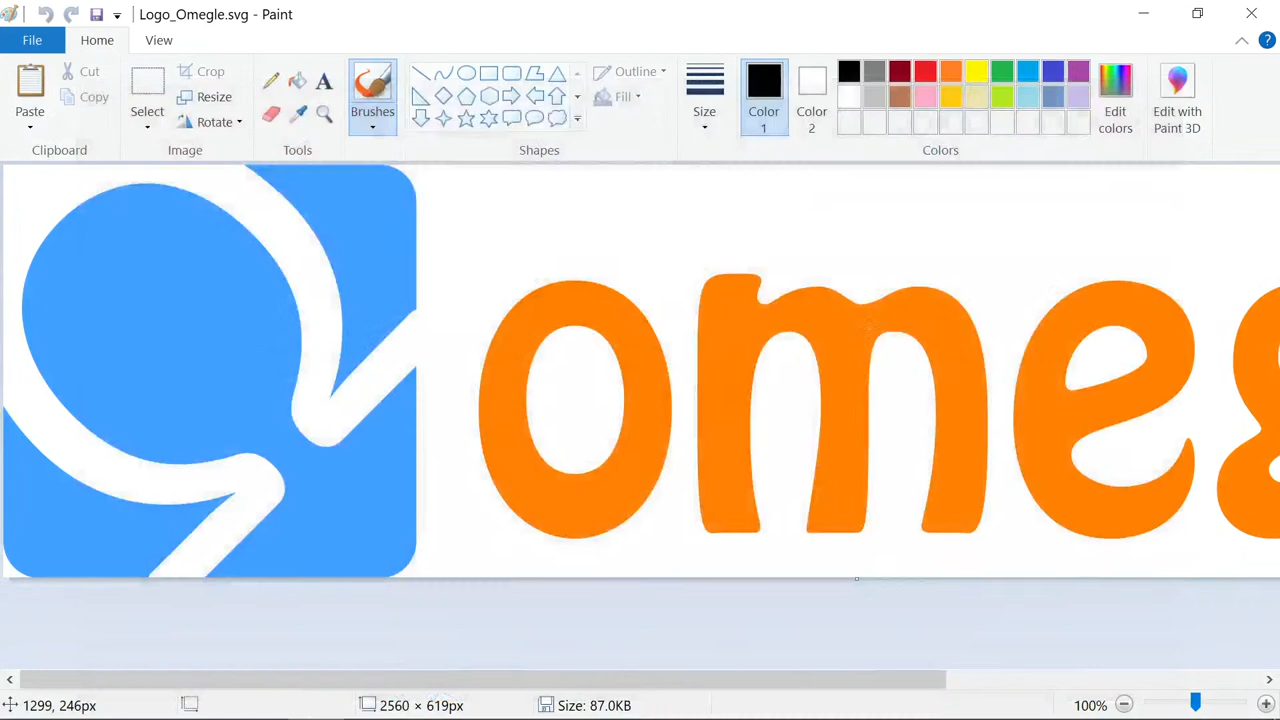 Logo_Omegle.svg - Paint
File Home View
Paste
Cut
Copy
Clipboard
Select
Crop
Resize
Rotate
Image
A
Tools
Brushes
Shapes
Outline
Fill
Size
Color 1
Color 2
Colors
Edit colors
Edit with Paint 3D
?
omeg
1299, 246px
2560 × 619px
Size: 87.0KB
100%